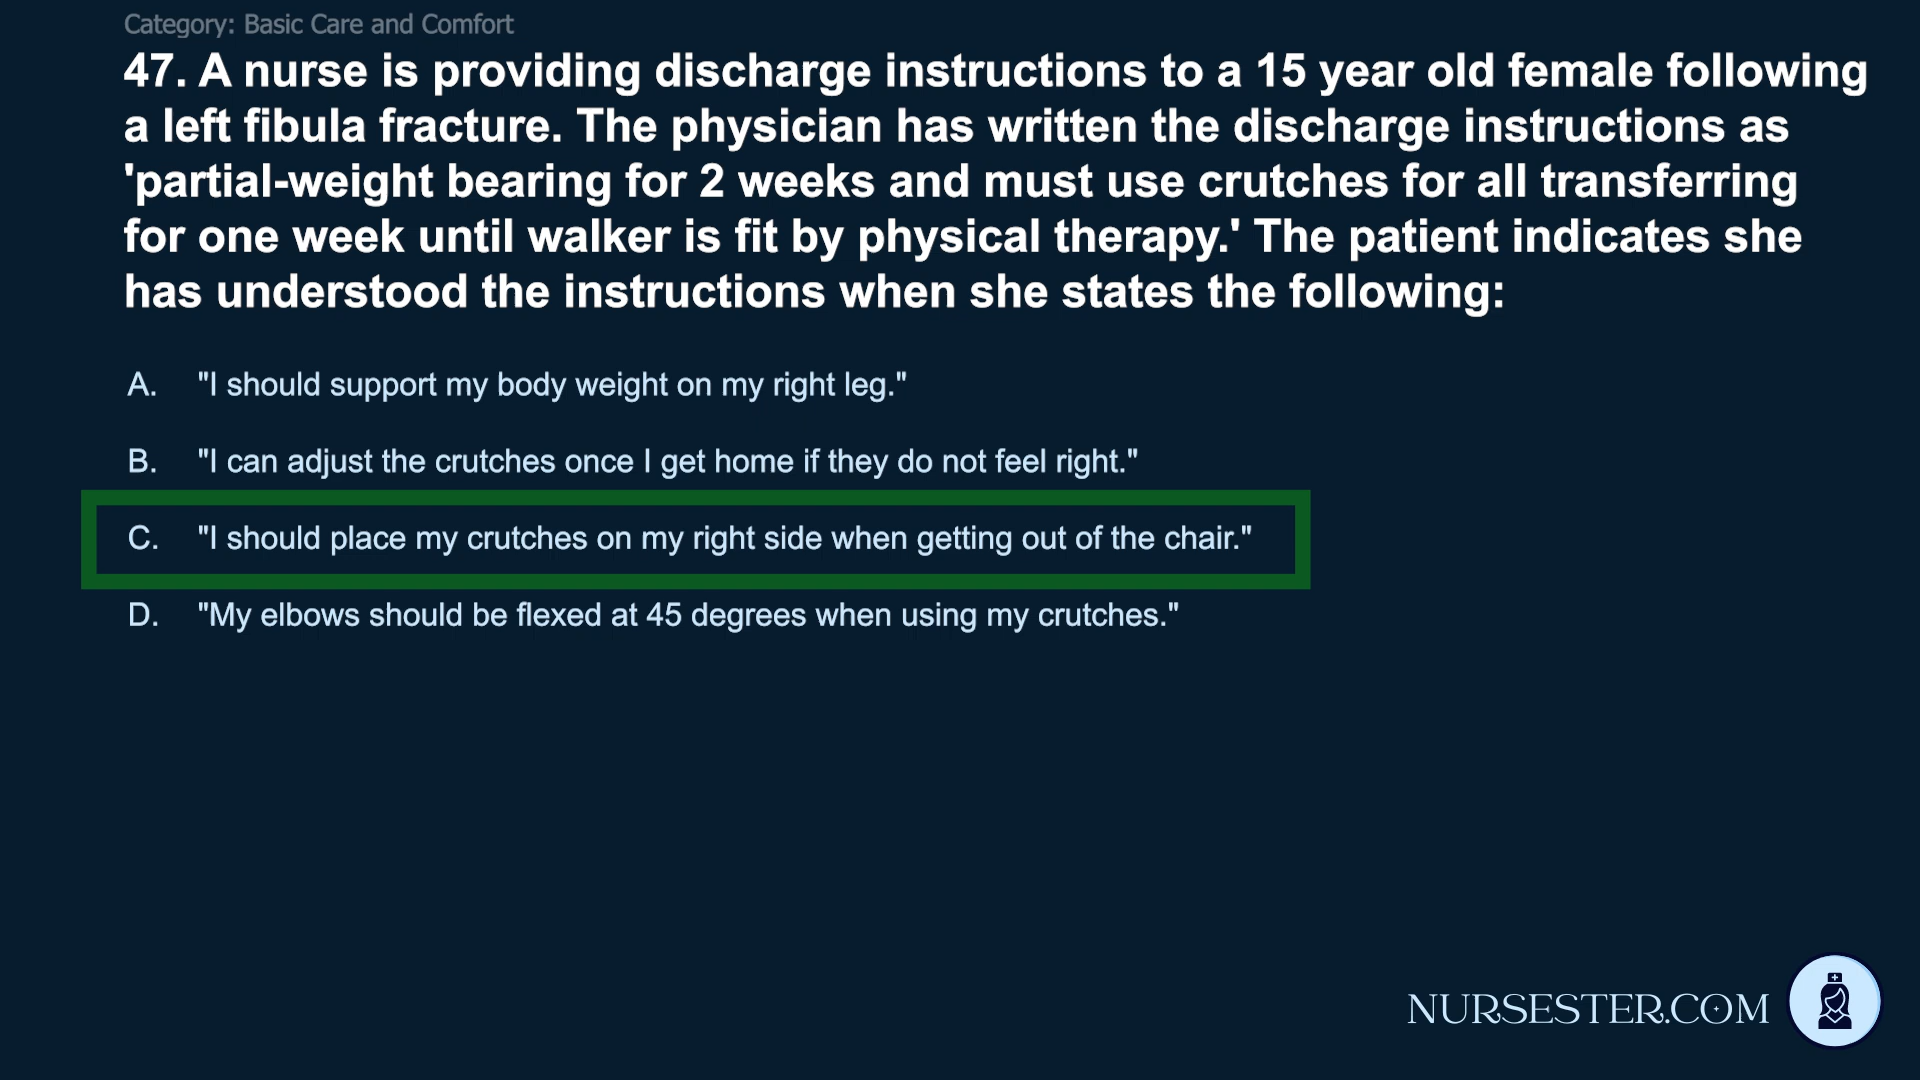 Category: Basic Care and Comfort
47. A nurse is providing discharge instructions to a 15 year old female following
a left fibula fracture. The physician has written the discharge instructions as
'partial-weight bearing for 2 weeks and must use crutches for all transferring
for one week until walker is fit by physical therapy.' The patient indicates she
has understood the instructions when she states the following:
A. "I should support my body weight on my right leg."
B. "I can adjust the crutches once I get home if they do not feel right."
C. "I should place my crutches on my right side when getting out of the chair."
D. "My elbows should be flexed at 45 degrees when using my crutches."
NURSESTER.COM